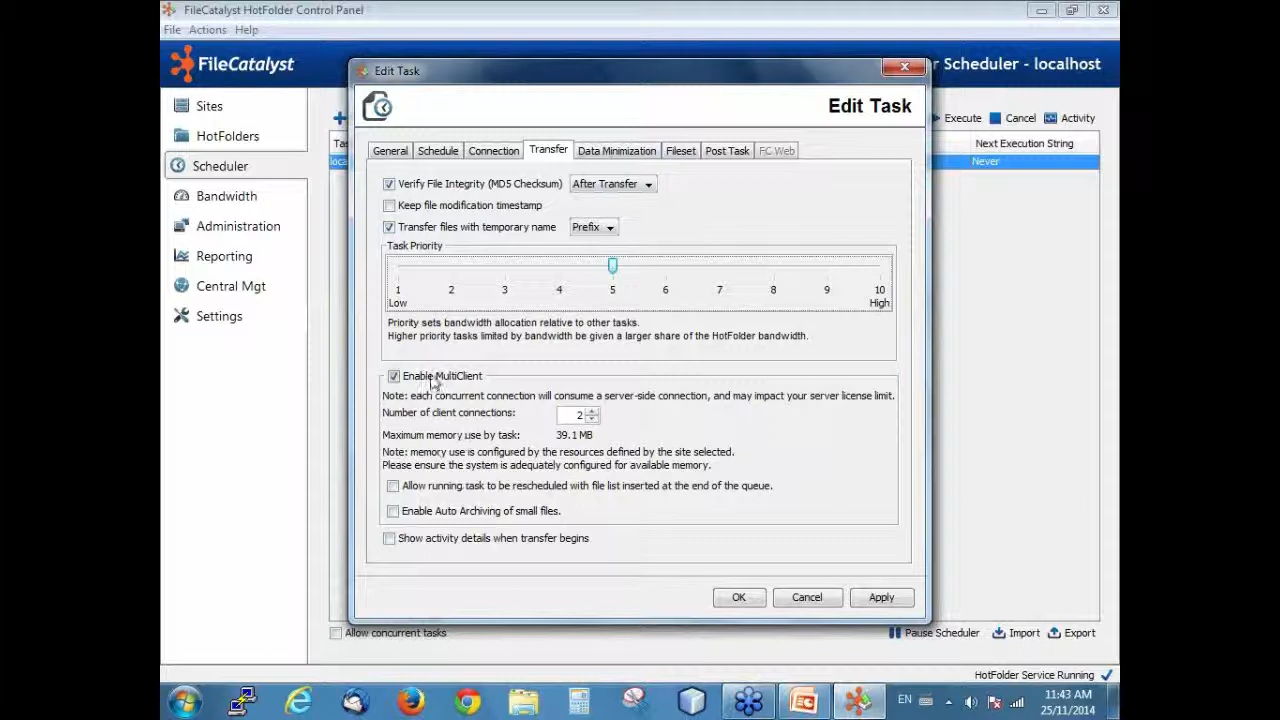 FileCatalyst HotFolder Control Panel
File Actions Help
FileCatalyst
r Scheduler - localhost
Edit Task
Edit Task
Sites
HotFolders
Scheduler
Bandwidth
Administration
Reporting
Central Mgt
Settings
Execute Cancel Activity
Next Execution String
Never
General Schedule Connection Transfer Data Minimization Fileset Post Task FC Web
Verify File Integrity (MD5 Checksum) After Transfer
Keep file modification timestamp
Transfer files with temporary name Prefix
Task Priority
1 2 3 4 5 6 7 8 9 10
Low High
Priority sets bandwidth allocation relative to other tasks.
Higher priority tasks limited by bandwidth be given a larger share of the HotFolder bandwidth.
Enable MultiClient
Note: each concurrent connection will consume a server-side connection, and may impact your server license limit.
Number of client connections: 2
Maximum memory use by task: 39.1 MB
Note: memory use is configured by the resources defined by the site selected.
Please ensure the system is adequately configured for available memory.
Allow running task to be rescheduled with file list inserted at the end of the queue.
Enable Auto Archiving of small files.
Show activity details when transfer begins
OK Cancel Apply
Allow concurrent tasks
Pause Scheduler Import Export
HotFolder Service Running
EN
11:43 AM
25/11/2014